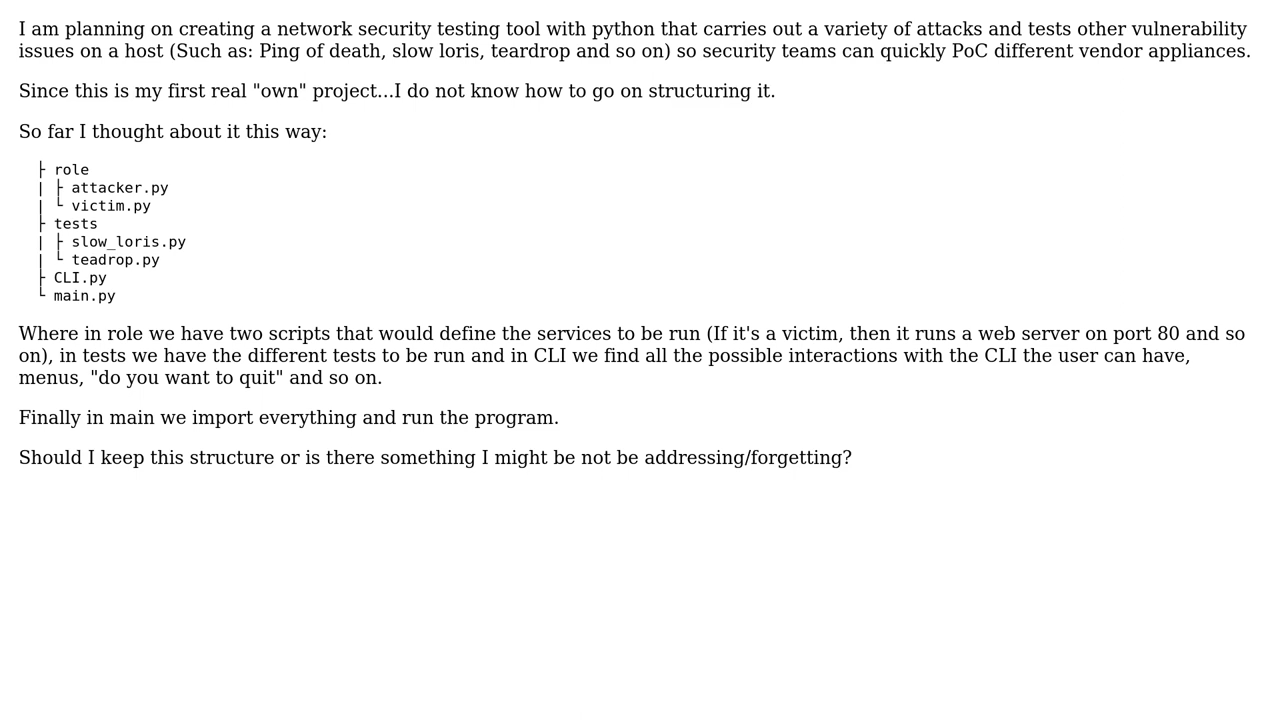 I am planning on creating a network security testing tool with python that carries out a variety of attacks and tests other vulnerability
issues on a host (Such as: Ping of death, slow loris, teardrop and so on) so security teams can quickly PoC different vendor appliances.
Since this is my first real "own" project...I do not know how to go on structuring it.
So far I thought about it this way:
├ role
| ├ attacker.py
| └ victim.py
├ tests
| ├ slow_loris.py
| └ teadrop.py
├ CLI.py
└ main.py
Where in role we have two scripts that would define the services to be run (If it's a victim, then it runs a web server on port 80 and so
on), in tests we have the different tests to be run and in CLI we find all the possible interactions with the CLI the user can have,
menus, "do you want to quit" and so on.
Finally in main we import everything and run the program.
Should I keep this structure or is there something I might be not be addressing/forgetting?